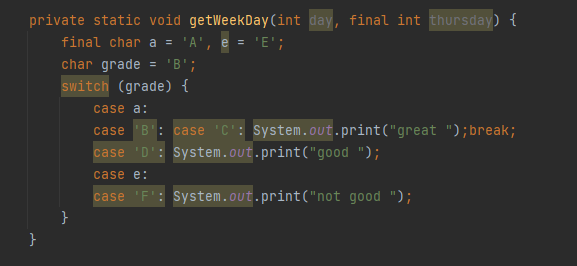 private static void getWeekDay(int day, final int thursday) {
    final char a = 'A', e = 'E';
    char grade = 'B';
    switch (grade) {
        case a:
        case 'B': case 'C': System.out.print("great ");break;
        case 'D': System.out.print("good ");
        case e:
        case 'F': System.out.print("not good ");
    }
}